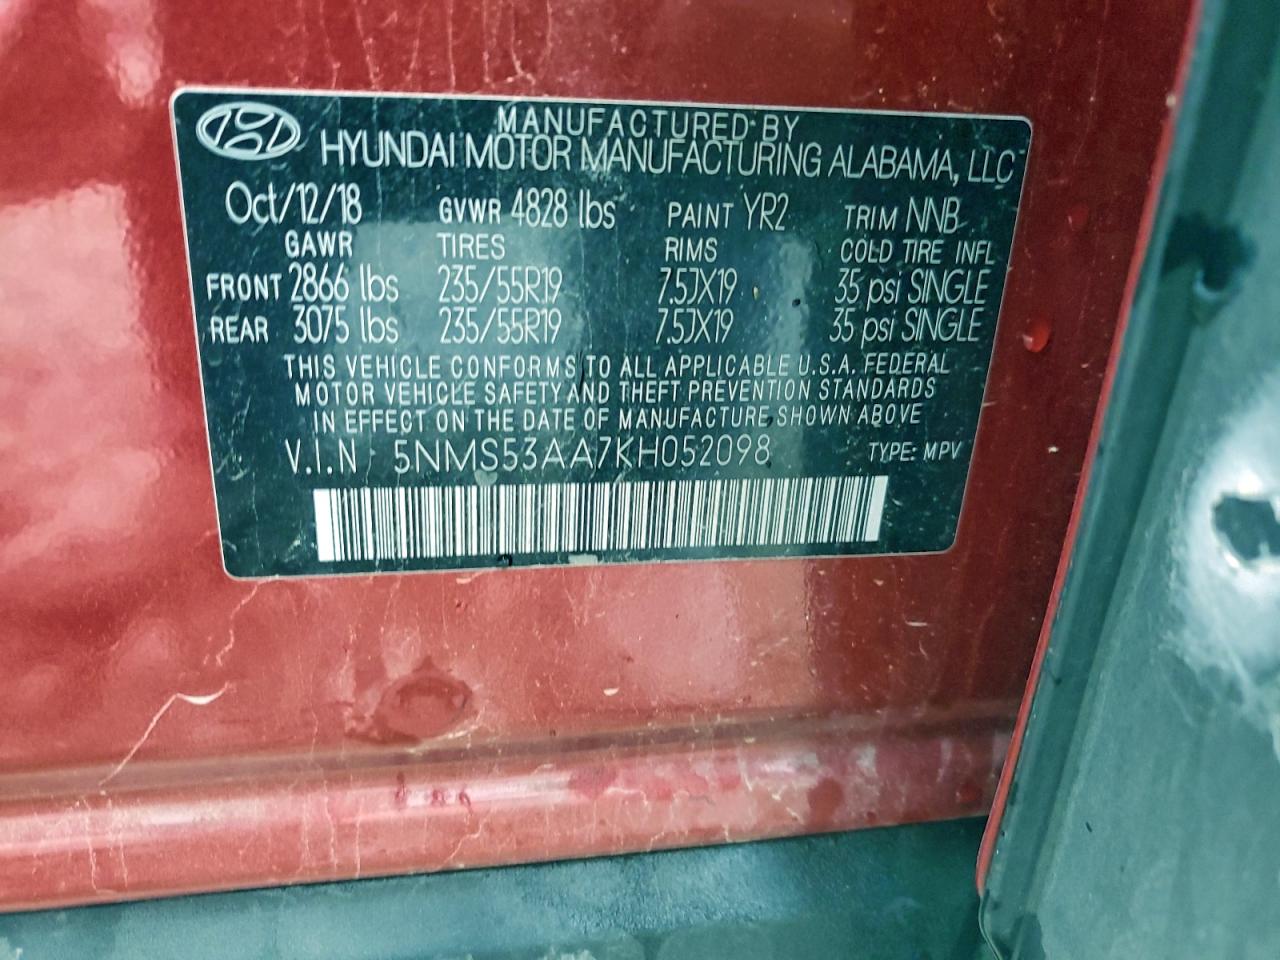 MANUFACTURED BY
HYUNDAI MOTOR MANUFACTURING ALABAMA, LLC
Oct/12/18 GVWR 4828 lbs PAINT YR2 TRIM NNB
GAWR TIRES RIMS COLD TIRE INFL
FRONT 2866 lbs 235/55R19 7.5JX19 35 psi SINGLE
REAR 3075 lbs 235/55R19 7.5JX19 35 psi SINGLE
THIS VEHICLE CONFORMS TO ALL APPLICABLE U.S.A. FEDERAL
MOTOR VEHICLE SAFETY AND THEFT PREVENTION STANDARDS
IN EFFECT ON THE DATE OF MANUFACTURE SHOWN ABOVE
V.I.N : 5NMS53AA7KH052098 TYPE: MPV